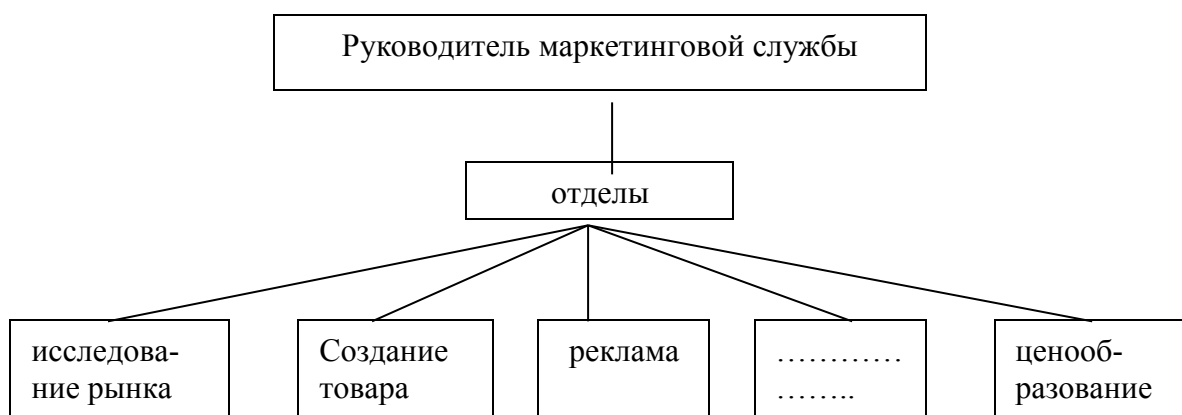 Руководитель маркетинговой службы
отделы
исследова-
ние рынка
Создание
товара
реклама
…………
……..
ценооб-
разование